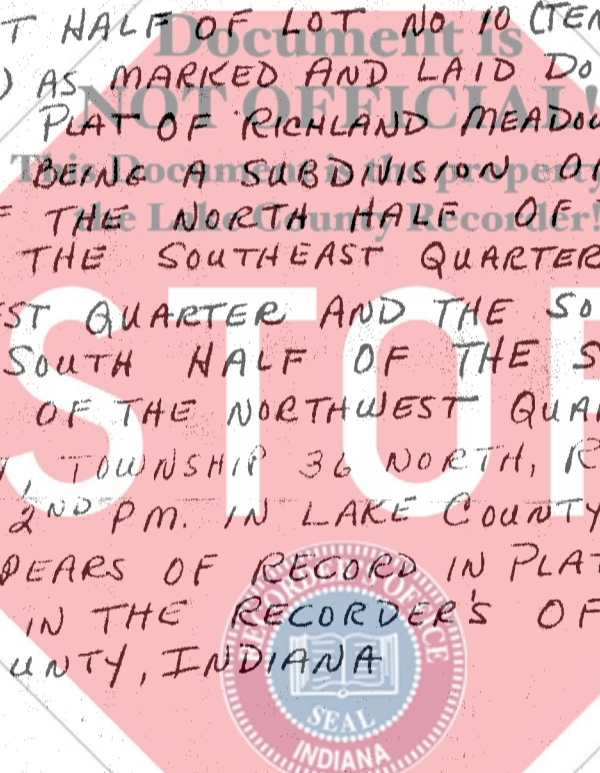 T HALF OF LOT NO 10 (TEN
) AS MARKED AND LAID DO
PLAT OF RICHLAND MEADOW
BEING A SUBDIVISION OF
F THE NORTH HALF OF T
THE SOUTHEAST QUARTER
EST QUARTER AND THE SO
SOUTH HALF OF THE S
OF THE NORTHWEST QUAR
, TOWNSHIP 36 NORTH, R
2ND P.M. IN LAKE COUNTY
PEARS OF RECORD IN PLAT
IN THE RECORDER'S OF
UNTY, INDIANA
Document is
NOT OFFICIAL!
This Document is the property
the Lake County Recorder!
STOP
RECORDER'S OFFICE
SEAL
INDIANA